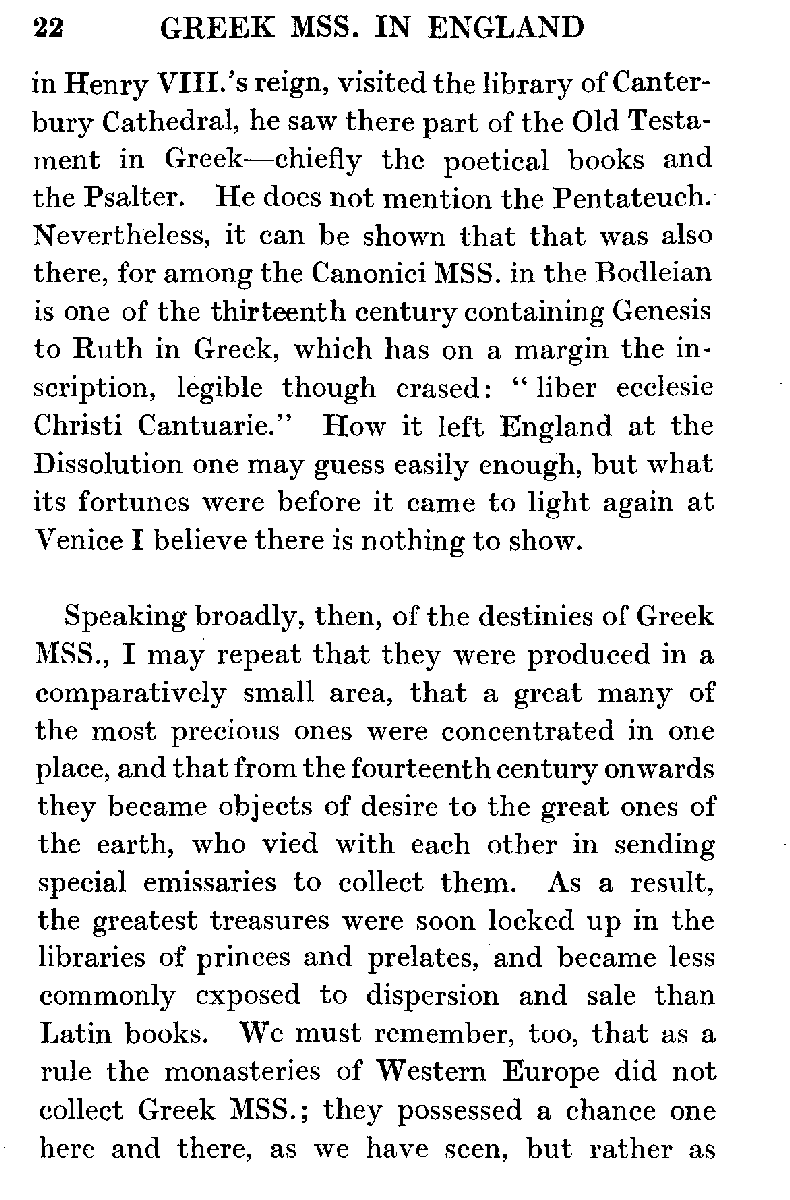 22 GREEK MSS. IN ENGLAND
in Henry VIII.'s reign, visited the library of Canter-
bury Cathedral, he saw there part of the Old Testa-
ment in Greek—chiefly the poetical books and
the Psalter. He does not mention the Pentateuch.
Nevertheless, it can be shown that that was also
there, for among the Canonici MSS. in the Bodleian
is one of the thirteenth century containing Genesis
to Ruth in Greek, which has on a margin the in-
scription, legible though erased: “liber ecclesie
Christi Cantuarie.” How it left England at the
Dissolution one may guess easily enough, but what
its fortunes were before it came to light again at
Venice I believe there is nothing to show.
Speaking broadly, then, of the destinies of Greek
MSS., I may repeat that they were produced in a
comparatively small area, that a great many of
the most precious ones were concentrated in one
place, and that from the fourteenth century onwards
they became objects of desire to the great ones of
the earth, who vied with each other in sending
special emissaries to collect them. As a result,
the greatest treasures were soon locked up in the
libraries of princes and prelates, and became less
commonly exposed to dispersion and sale than
Latin books. We must remember, too, that as a
rule the monasteries of Western Europe did not
collect Greek MSS.; they possessed a chance one
here and there, as we have seen, but rather as